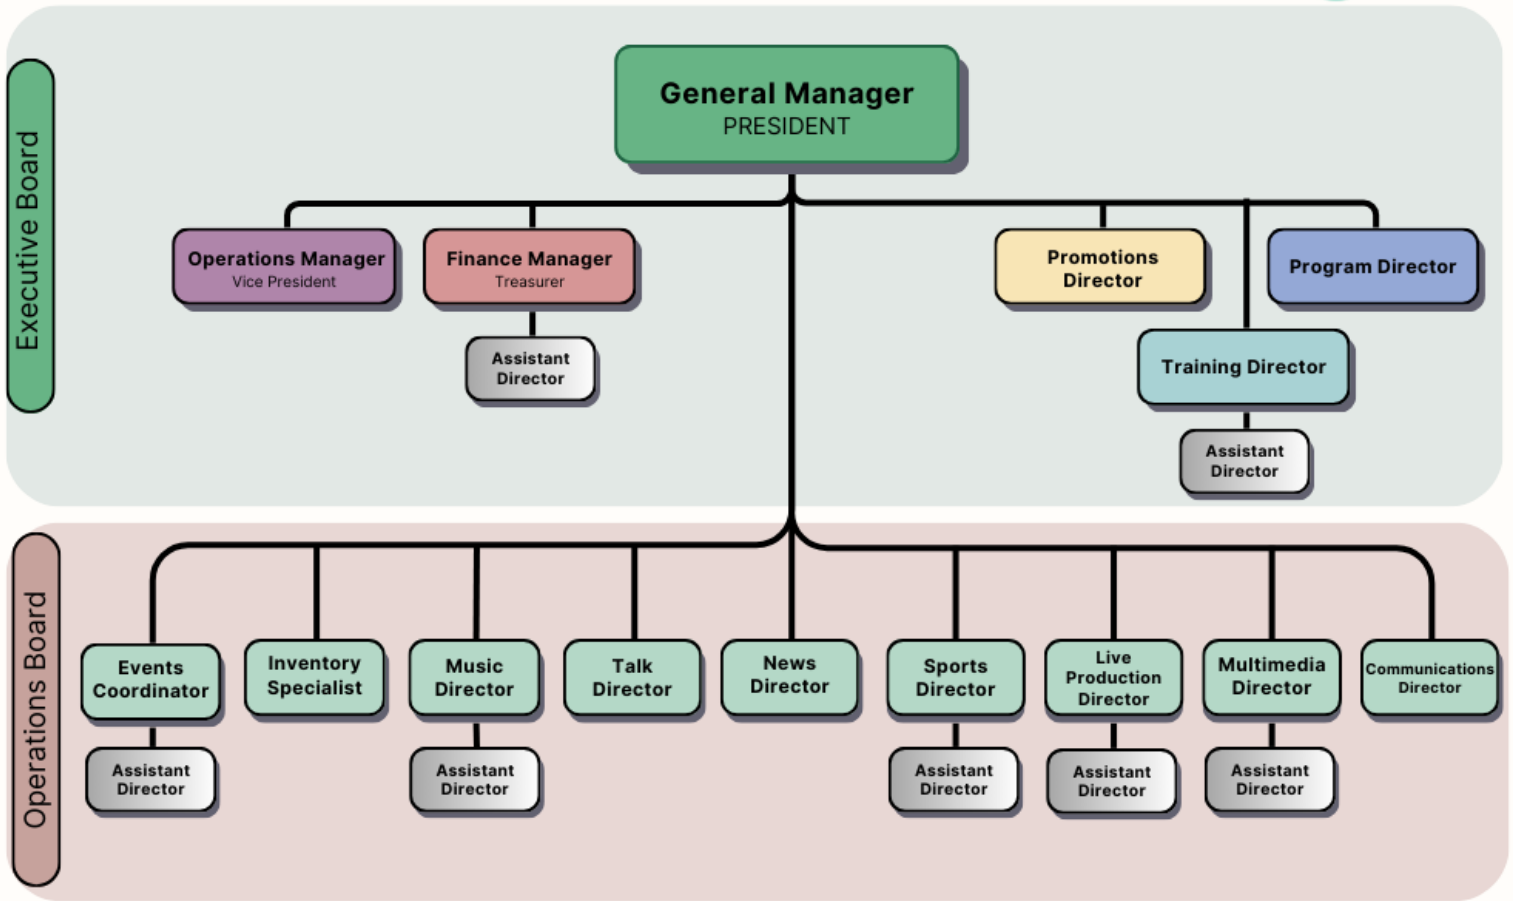 Executive Board
General Manager
PRESIDENT
Operations Manager
Vice President
Finance Manager
Treasurer
Assistant
Director
Promotions
Director
Program Director
Training Director
Assistant
Director
Operations Board
Events
Coordinator
Assistant
Director
Inventory
Specialist
Music
Director
Assistant
Director
Talk
Director
News
Director
Sports
Director
Assistant
Director
Live
Production
Director
Assistant
Director
Multimedia
Director
Assistant
Director
Communications
Director